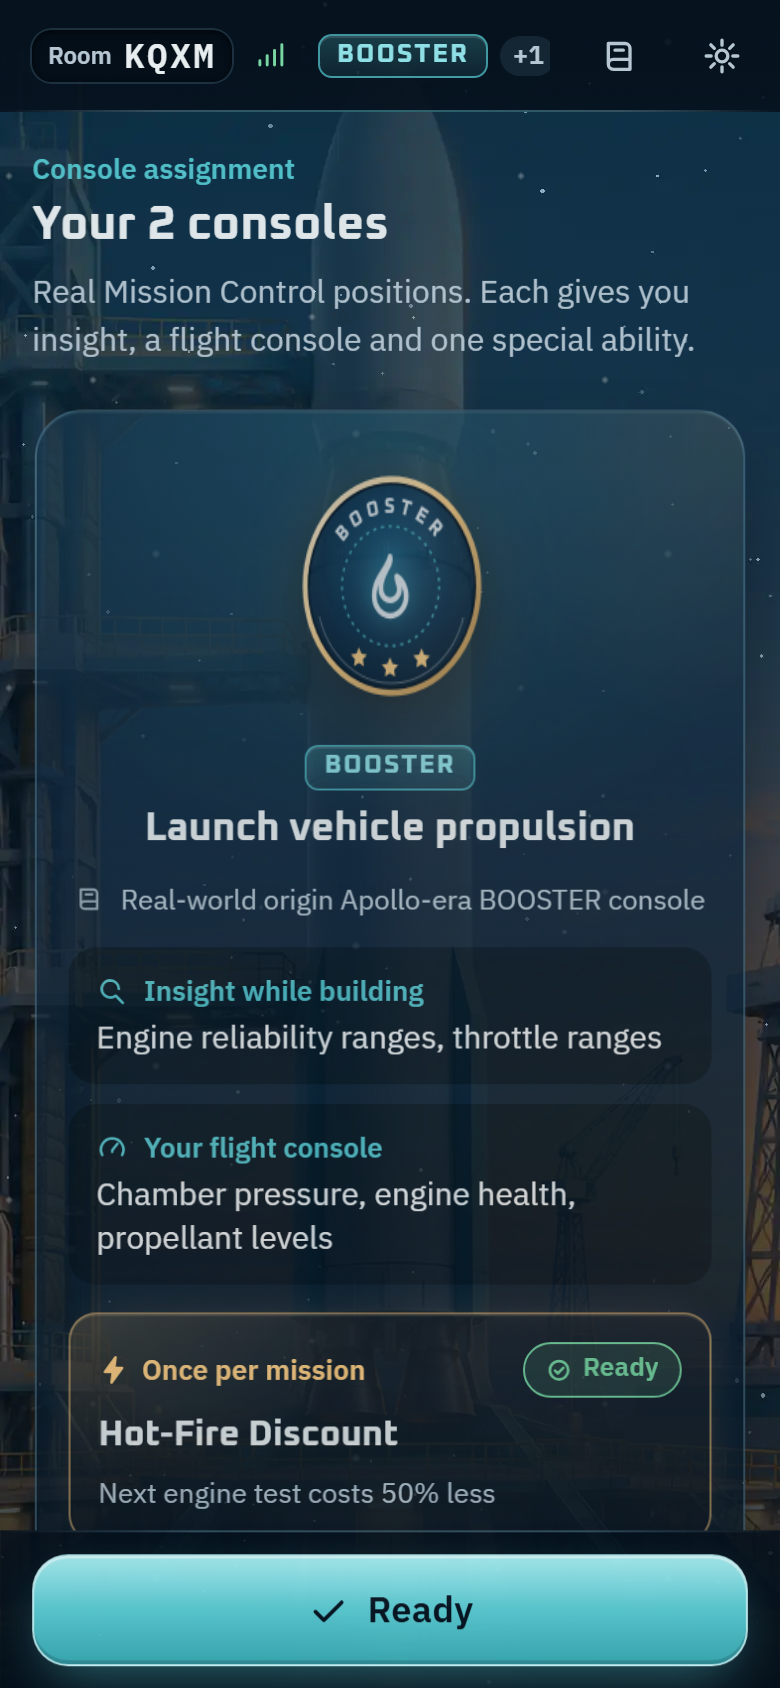 Room KQXM BOOSTER +1
Console assignment
Your 2 consoles
Real Mission Control positions. Each gives you
insight, a flight console and one special ability.
BOOSTER
BOOSTER
Launch vehicle propulsion
Real-world origin Apollo-era BOOSTER console
Insight while building
Engine reliability ranges, throttle ranges
Your flight console
Chamber pressure, engine health,
propellant levels
Once per mission Ready
Hot-Fire Discount
Next engine test costs 50% less
Ready